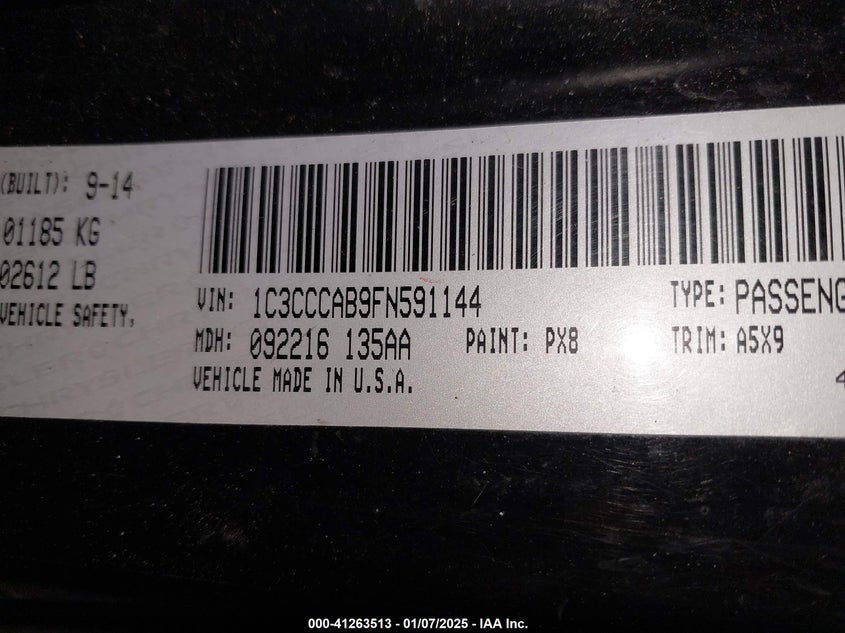 (BUILT): 9-14
01185 KG
02612 LB
VEHICLE SAFETY,
VIN: 1C3CCCAB9FN591144
TYPE: PASSENG
MDH: 092216 135AA
PAINT: PX8
TRIM: A5X9
VEHICLE MADE IN U.S.A.
4
000-41263513 - 01/07/2025 - IAA Inc.